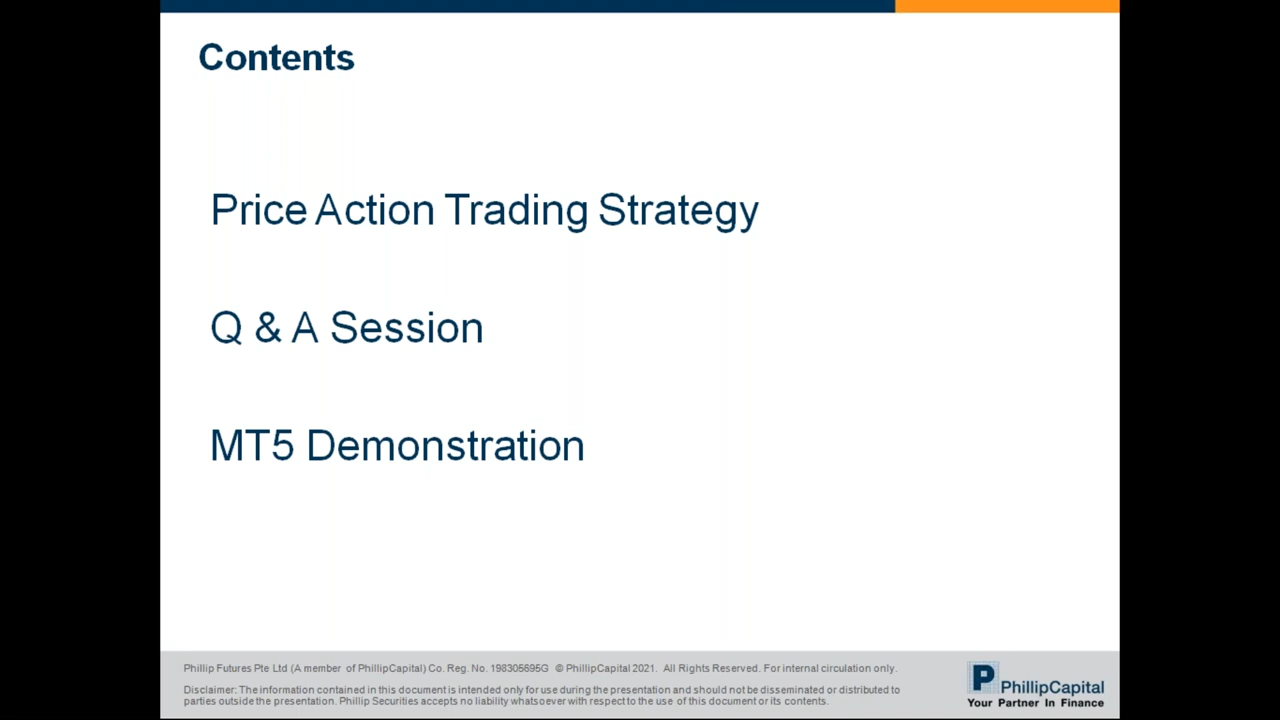 Contents
Price Action Trading Strategy
Q & A Session
MT5 Demonstration
Phillip Futures Pte Ltd (A member of PhillipCapital) Co. Reg. No. 198305695G © PhillipCapital 2021. All Rights Reserved. For internal circulation only.
Disclaimer: The information contained in this document is intended only for use during the presentation and should not be disseminated or distributed to
parties outside the presentation. Phillip Securities accepts no liability whatsoever with respect to the use of this document or its contents.
P PhillipCapital
Your Partner In Finance